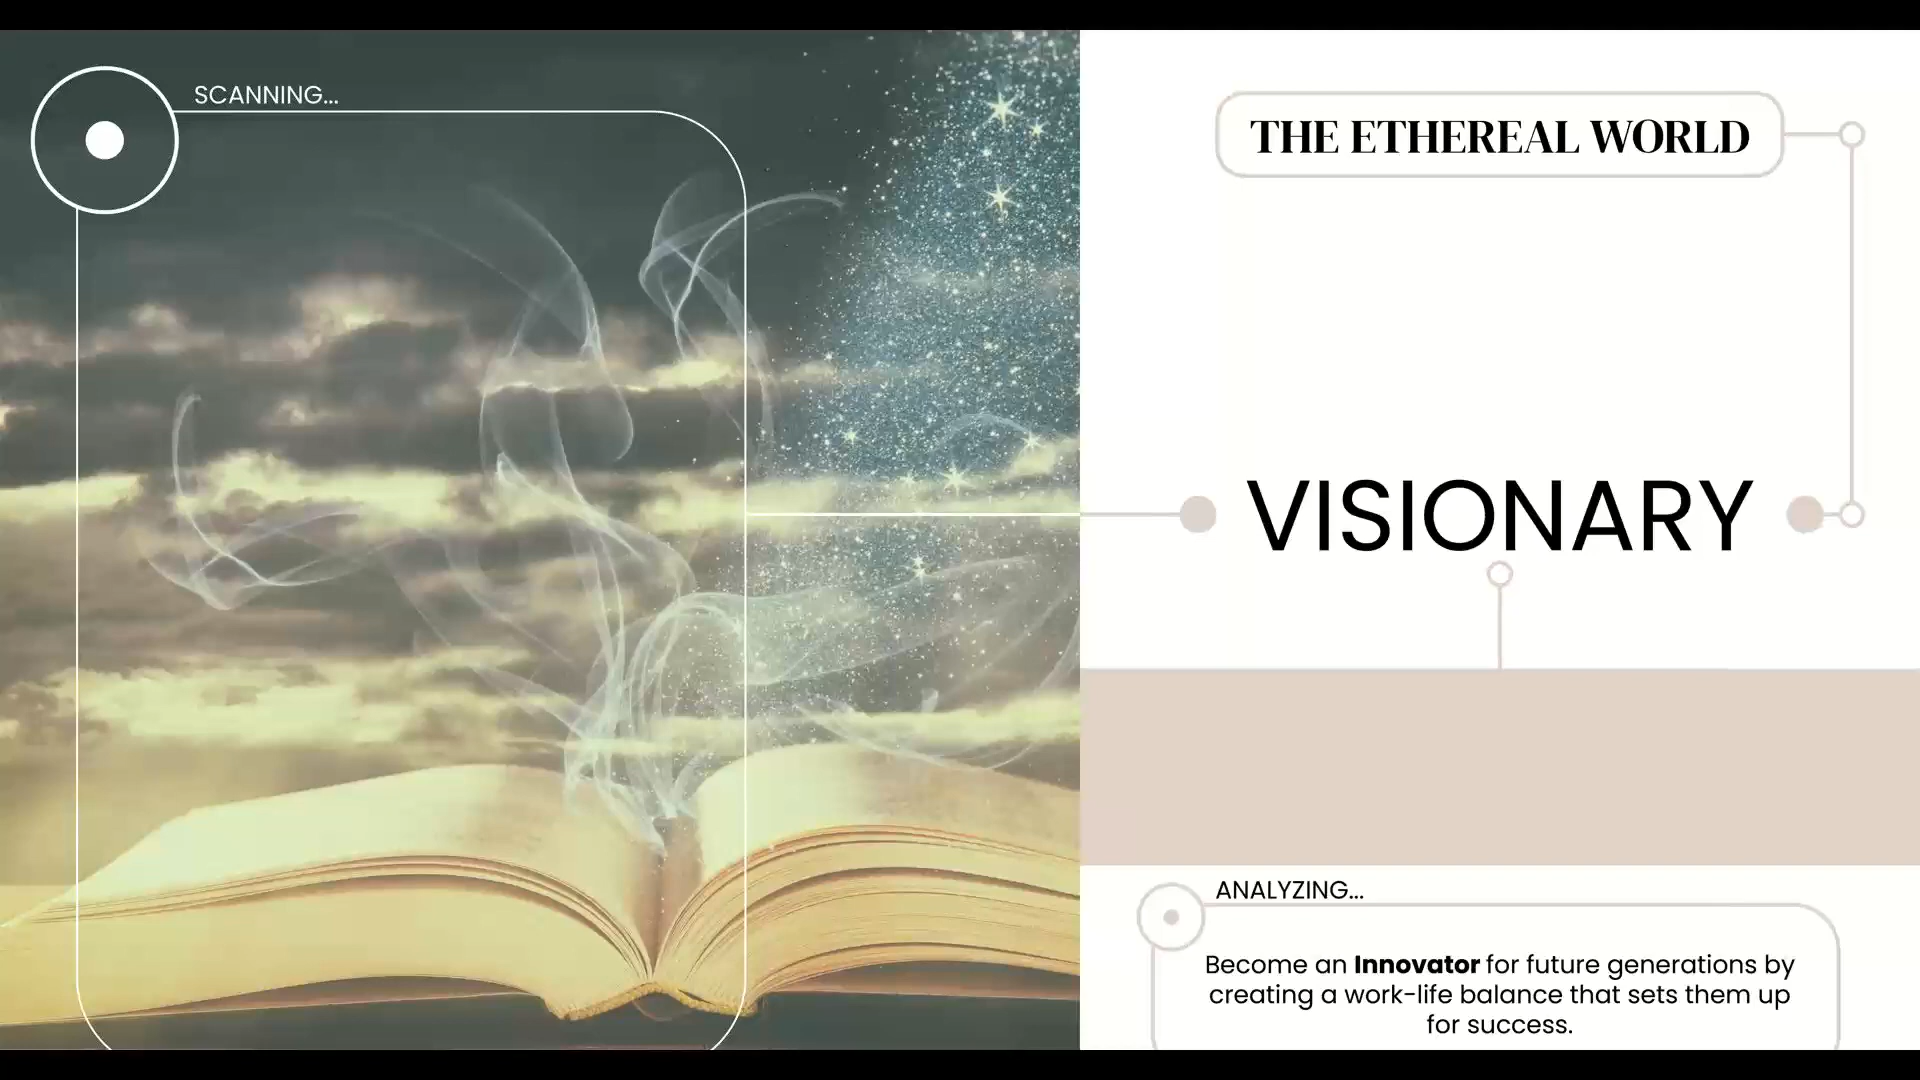 SCANNING...
THE ETHEREAL WORLD
VISIONARY
ANALYZING...
Become an Innovator for future generations by
creating a work-life balance that sets them up
for success.